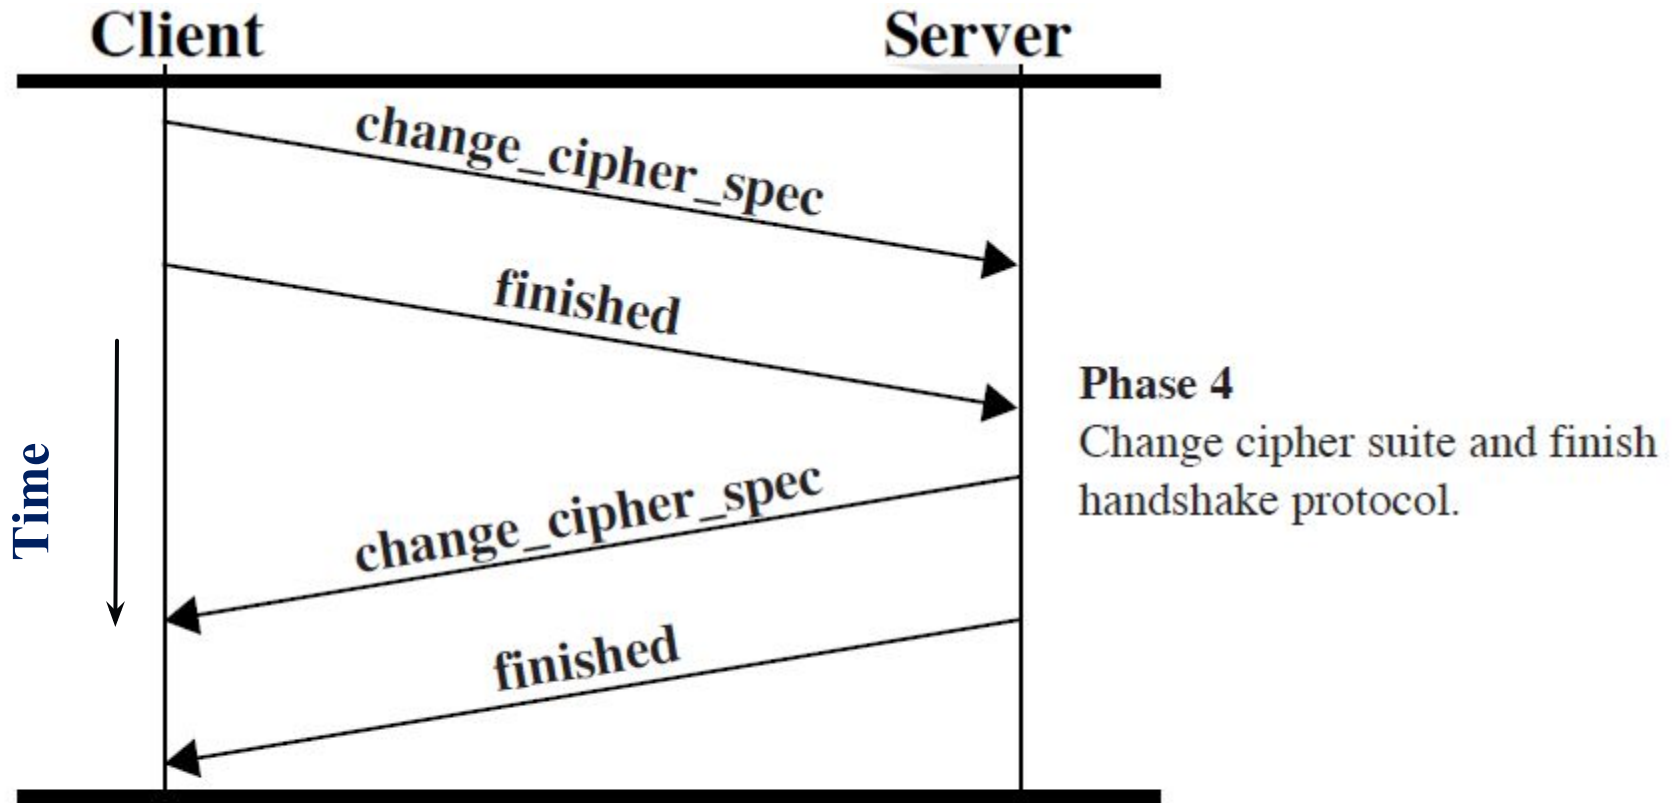 Client
Server
change_cipher_spec
finished
Time
Phase 4
Change cipher suite and finish
handshake protocol.
change_cipher_spec
finished